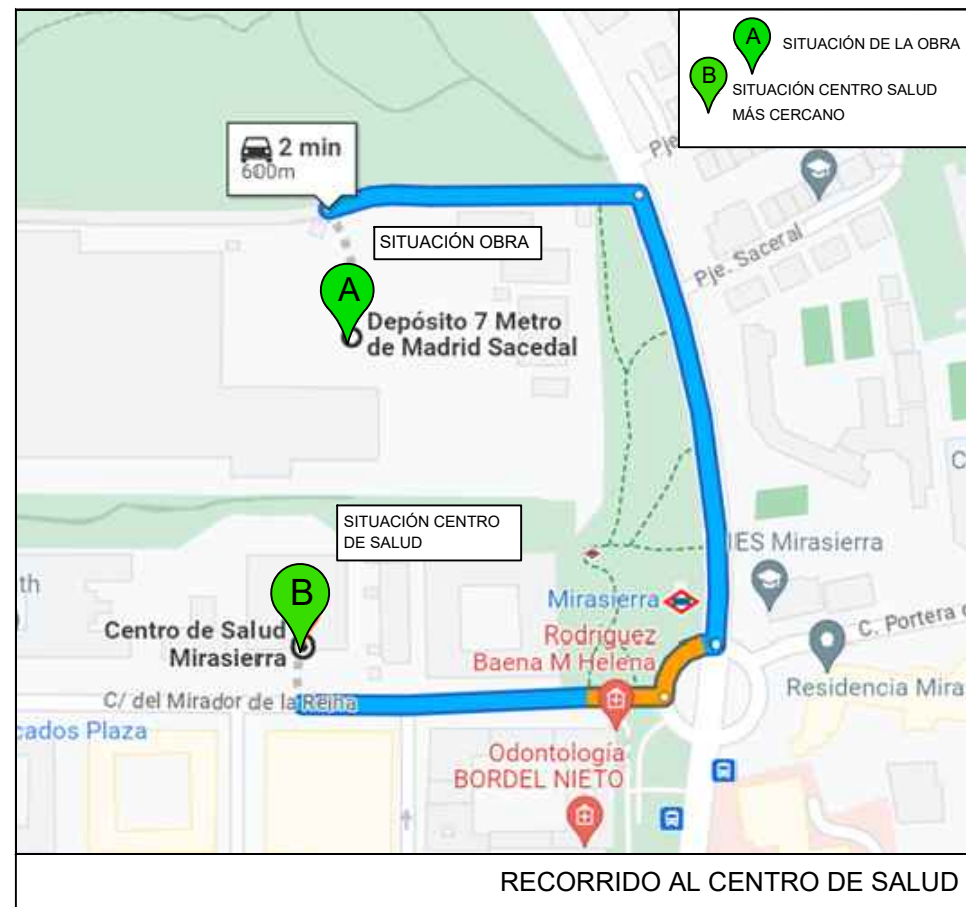 A
SITUACIÓN DE LA OBRA
B
SITUACIÓN CENTRO SALUD
MÁS CERCANO
2 min
600m
Pje.
SITUACIÓN OBRA
Pje. Saceral
A
Depósito 7 Metro
de Madrid Sacedal
C
SITUACIÓN CENTRO
DE SALUD
IES Mirasierra
th
B
Mirasierra
Centro de Salud
Mirasierra
Rodriguez
Baena M Helena
C. Portera
C/ del Mirador de la Reina
Residencia Mira
cados Plaza
Odontología
BORDEL NIETO
RECORRIDO AL CENTRO DE SALUD